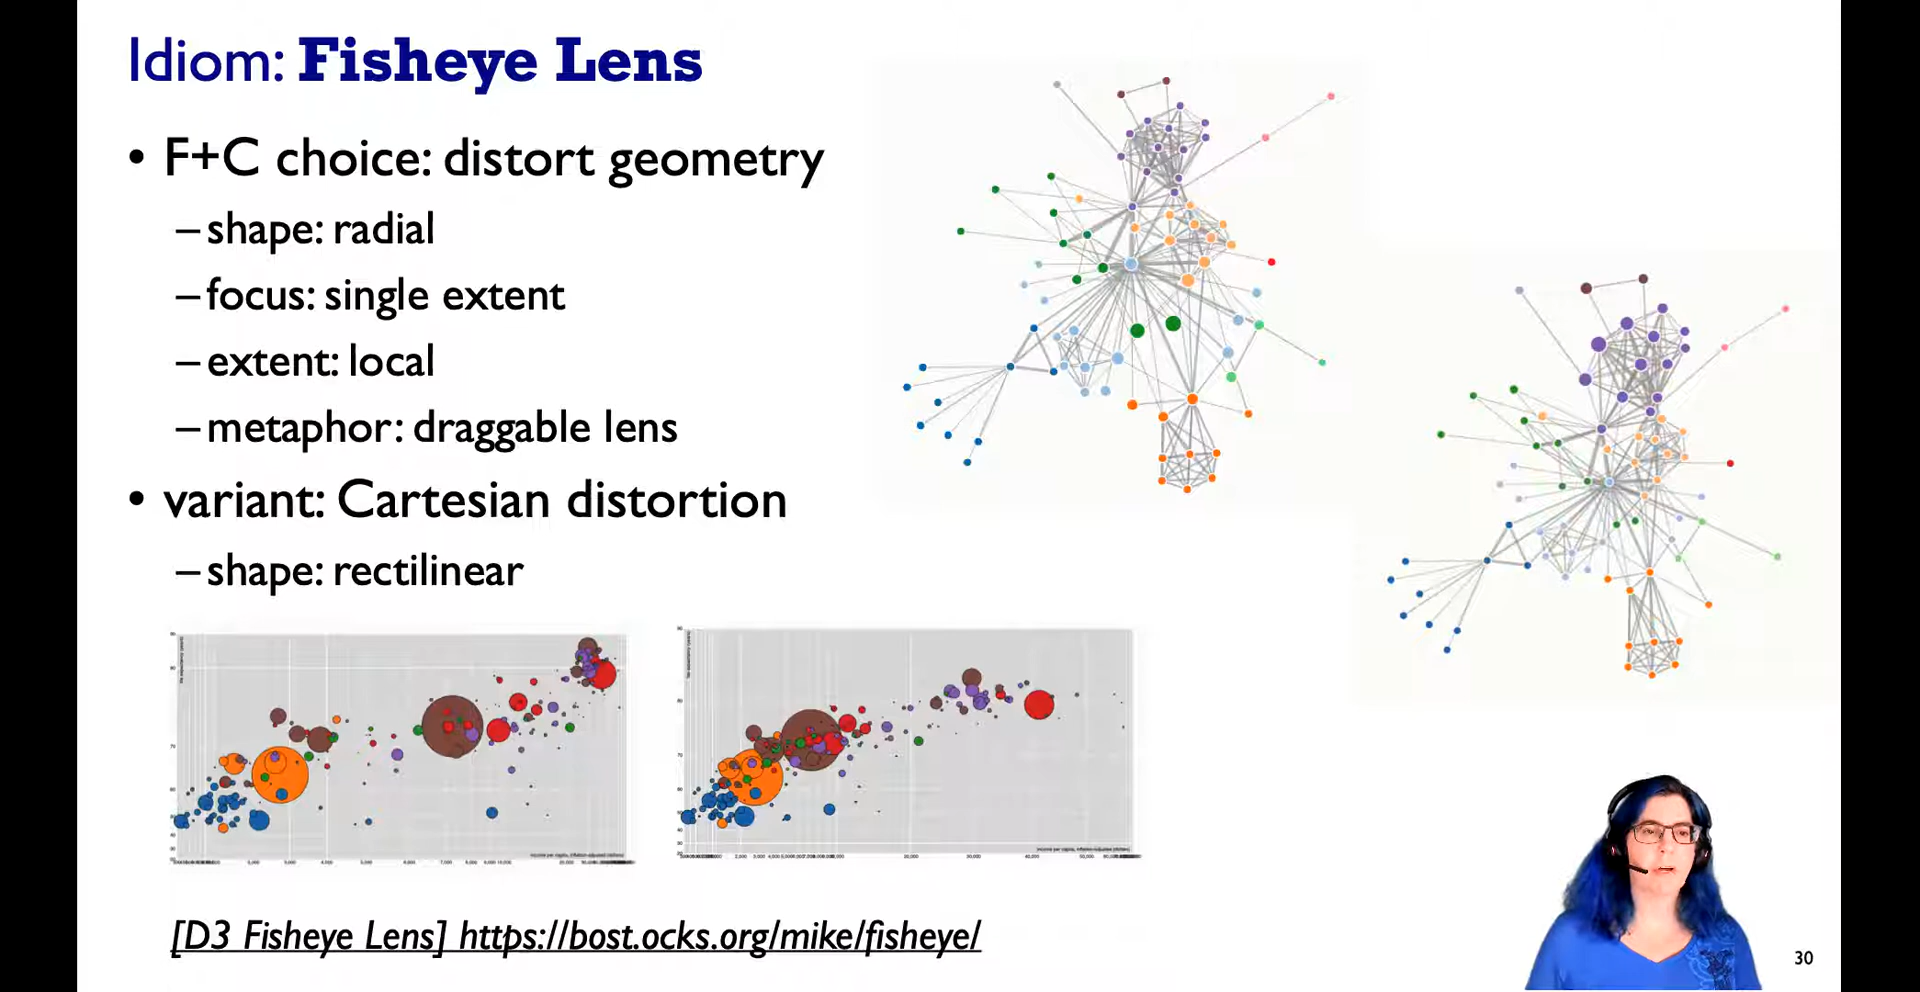 Idiom: Fisheye Lens
• F+C choice: distort geometry
– shape: radial
– focus: single extent
– extent: local
– metaphor: draggable lens
• variant: Cartesian distortion
– shape: rectilinear
[D3 Fisheye Lens] https://bost.ocks.org/mike/fisheye/
30